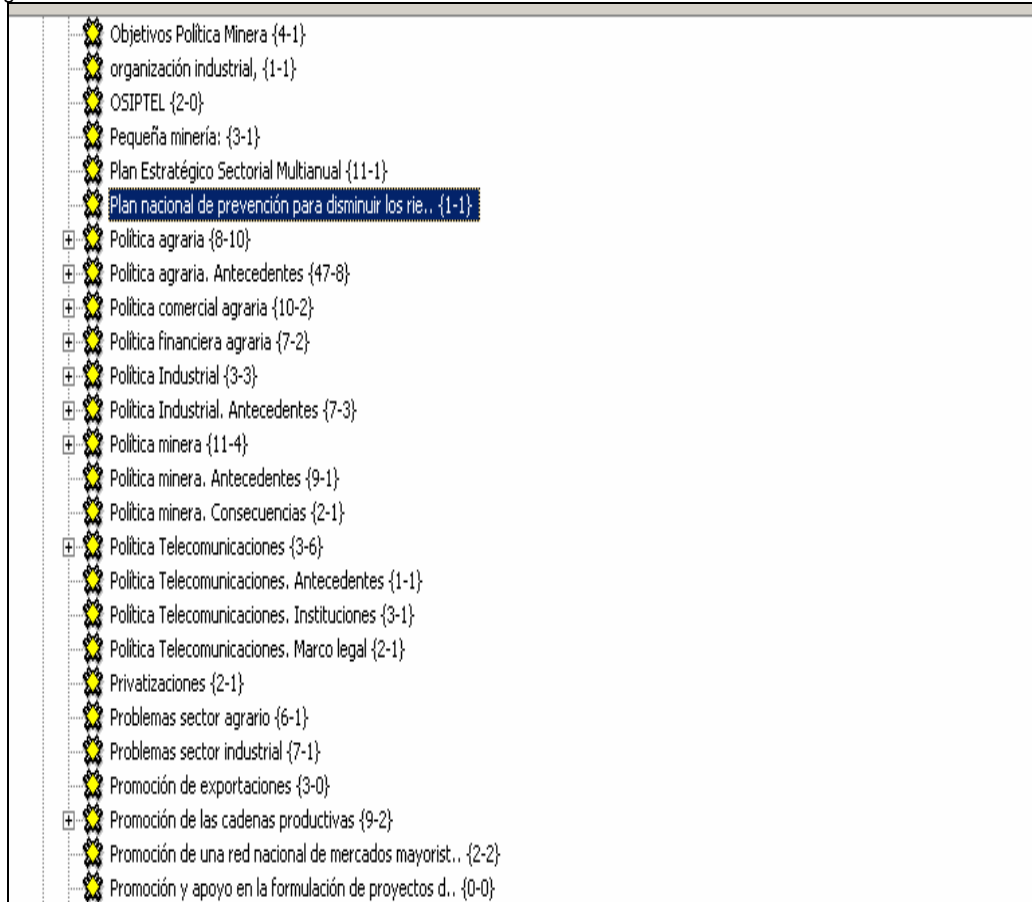 Objetivos Política Minera {4-1}
organización industrial, {1-1}
OSIPTEL {2-0}
Pequeña minería: {3-1}
Plan Estratégico Sectorial Multianual {11-1}
Plan nacional de prevención para disminuir los rie.. {1-1}
Política agraria {8-10}
Política agraria. Antecedentes {47-8}
Política comercial agraria {10-2}
Política financiera agraria {7-2}
Política Industrial {3-3}
Política Industrial. Antecedentes {7-3}
Política minera {11-4}
Política minera. Antecedentes {9-1}
Política minera. Consecuencias {2-1}
Política Telecomunicaciones {3-6}
Política Telecomunicaciones. Antecedentes {1-1}
Política Telecomunicaciones. Instituciones {3-1}
Política Telecomunicaciones. Marco legal {2-1}
Privatizaciones {2-1}
Problemas sector agrario {6-1}
Problemas sector industrial {7-1}
Promoción de exportaciones {3-0}
Promoción de las cadenas productivas {9-2}
Promoción de una red nacional de mercados mayorist.. {2-2}
Promoción y apoyo en la formulación de proyectos d.. {0-0}